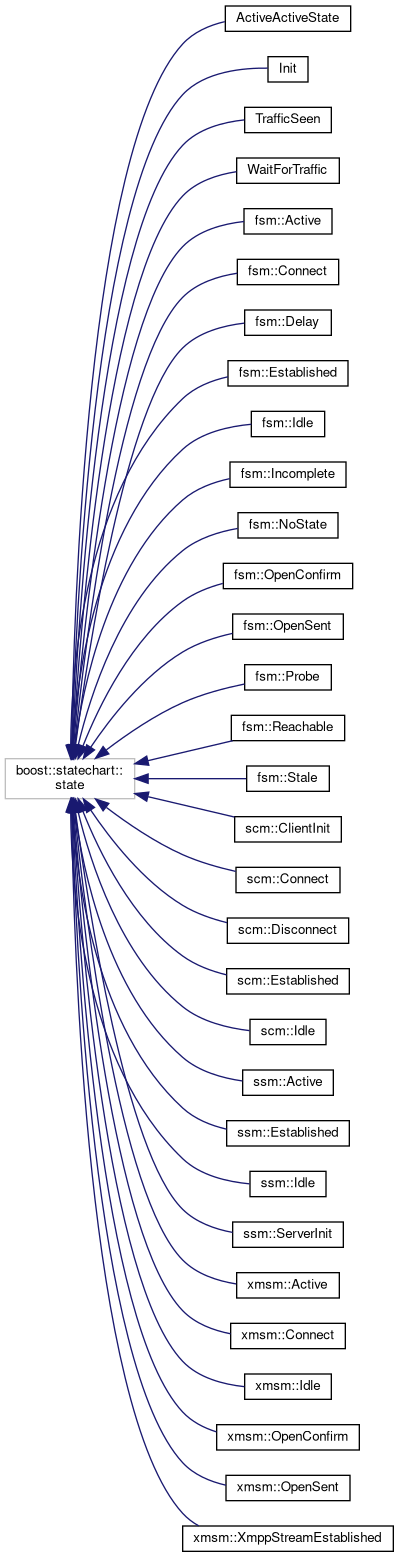 ActiveActiveState
Init
TrafficSeen
WaitForTraffic
fsm::Active
fsm::Connect
fsm::Delay
fsm::Established
fsm::Idle
fsm::Incomplete
fsm::NoState
fsm::OpenConfirm
fsm::OpenSent
fsm::Probe
fsm::Reachable
boost::statechart::
state
fsm::Stale
scm::ClientInit
scm::Connect
scm::Disconnect
scm::Established
scm::Idle
ssm::Active
ssm::Established
ssm::Idle
ssm::ServerInit
xmsm::Active
xmsm::Connect
xmsm::Idle
xmsm::OpenConfirm
xmsm::OpenSent
xmsm::XmppStreamEstablished